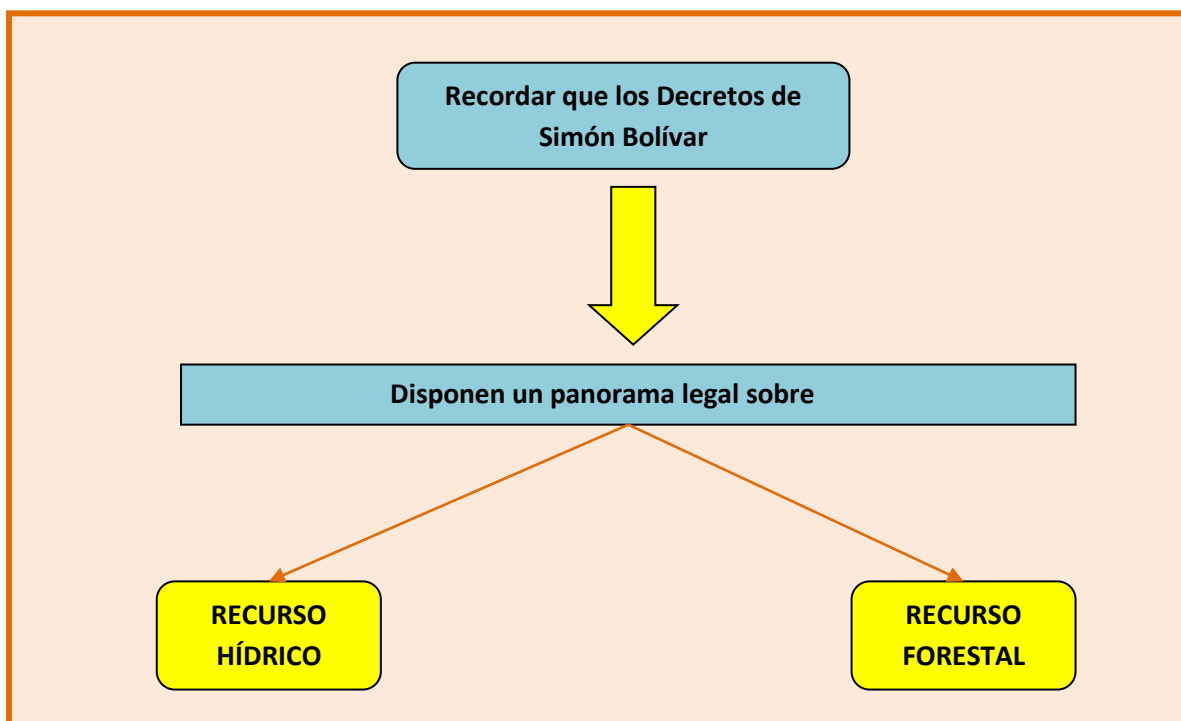 Recordar que los Decretos de
Simón Bolívar
Disponen un panorama legal sobre
RECURSO
HÍDRICO
RECURSO
FORESTAL